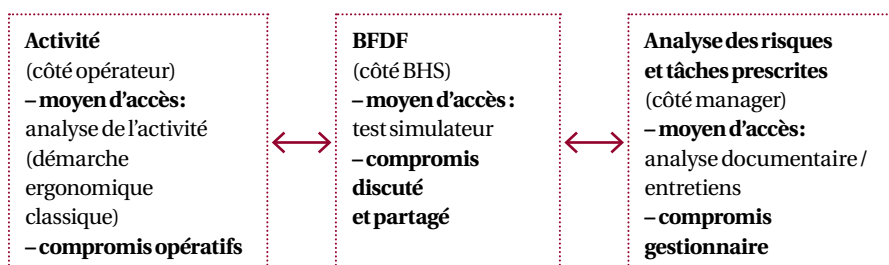 Activité
(côté opérateur)
– moyen d’accès :
analyse de l’activité
(démarche
ergonomique
classique)
– compromis opératifs
BFDF
(côté BHS)
– moyen d’accès :
test simulateur
– compromis
discuté
et partagé
Analyse des risques
et tâches prescrites
(côté manager)
– moyen d’accès :
analyse documentaire /
entretiens
– compromis
gestionnaire